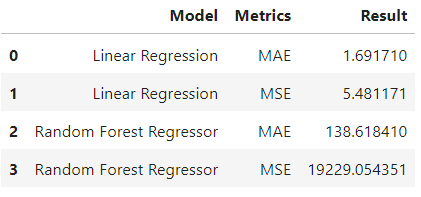 Model Metrics Result
0 Linear Regression MAE 1.691710
1 Linear Regression MSE 5.481171
2 Random Forest Regressor MAE 138.618410
3 Random Forest Regressor MSE 19229.054351